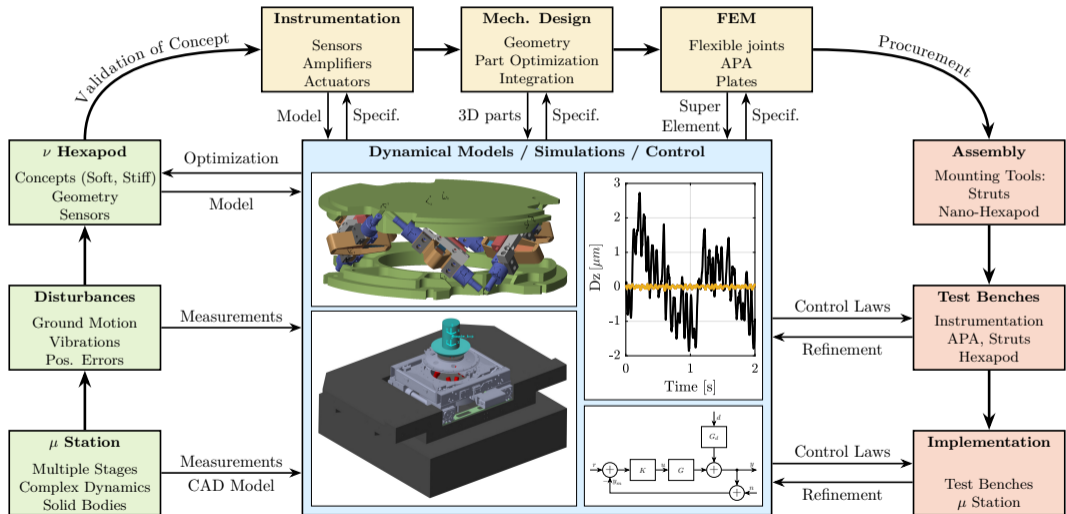 Instrumentation
Sensors
Amplifiers
Actuators
Mech. Design
Geometry
Part Optimization
Integration
FEM
Flexible joints
APA
Plates
Validation of Concept
Procurement
Model
Specif.
3D parts
Specif.
Super
Element
Specif.
ν Hexapod
Concepts (Soft, Stiff)
Geometry
Sensors
Optimization
Model
Disturbances
Ground Motion
Vibrations
Pos. Errors
Measurements
μ Station
Multiple Stages
Complex Dynamics
Solid Bodies
Measurements
CAD Model
Dynamical Models / Simulations / Control
3
2
1
0
-1
-2
Dz [μm]
0
1
2
Time [s]
d
G_d
r
K
u
G
y
y_m
n
Assembly
Mounting Tools:
Struts
Nano-Hexapod
Control Laws
Refinement
Test Benches
Instrumentation
APA, Struts
Hexapod
Control Laws
Refinement
Implementation
Test Benches
μ Station